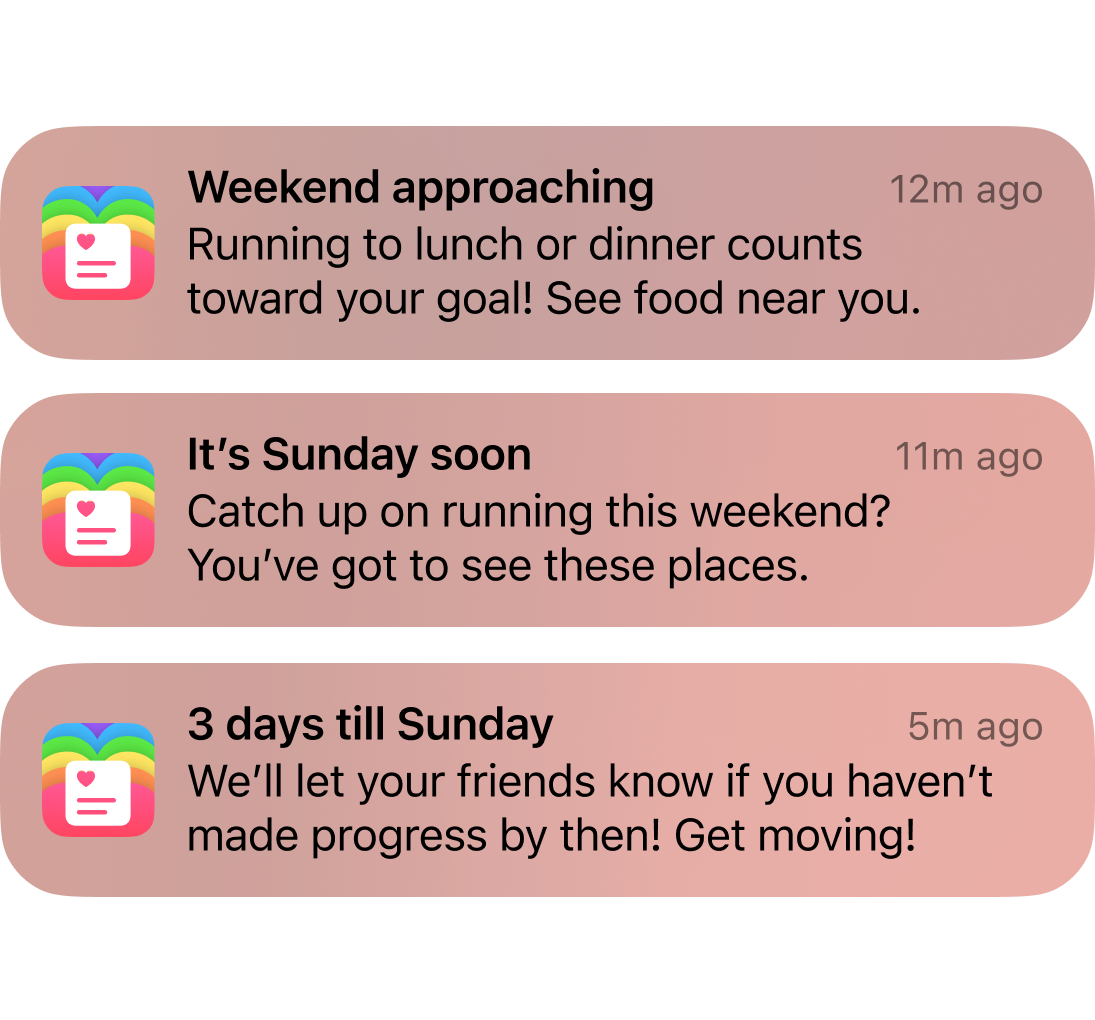 Weekend approaching
12m ago
Running to lunch or dinner counts
toward your goal! See food near you.
It’s Sunday soon
11m ago
Catch up on running this weekend?
You’ve got to see these places.
3 days till Sunday
5m ago
We’ll let your friends know if you haven’t
made progress by then! Get moving!